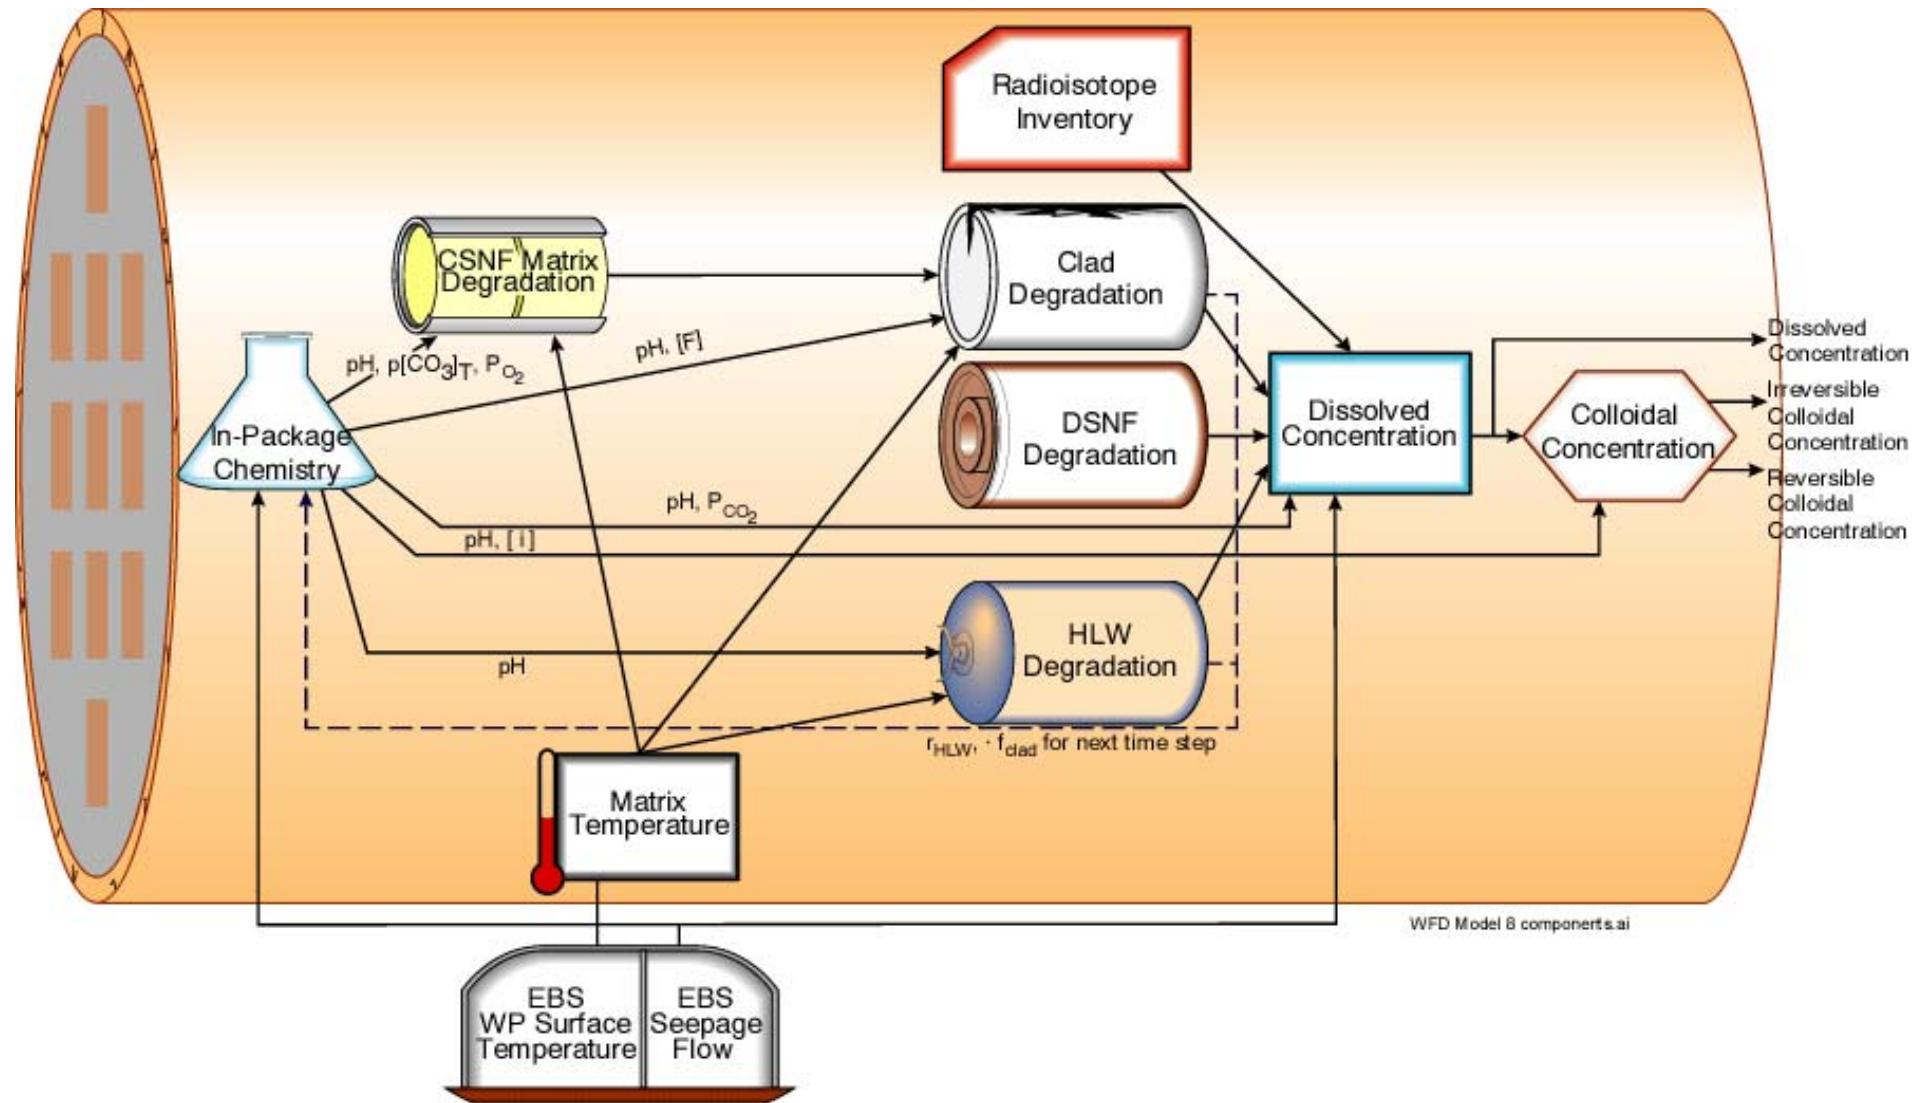 Radioisotope
Inventory
CSNF Matrix
Degradation
Clad
Degradation
pH, [F]
pH, p[CO3]T, PO2
Dissolved
Concentration
Irreversible
Colloidal
Concentration
Reversible
Colloidal
Concentration
In-Package
Chemistry
DSNF
Degradation
Dissolved
Concentration
Colloidal
Concentration
pH, PCO2
pH, [ i ]
HLW
Degradation
pH
rHLW, · fclad for next time step
Matrix
Temperature
WFD Model 8 components.ai
EBS
WP Surface
Temperature
EBS
Seepage
Flow